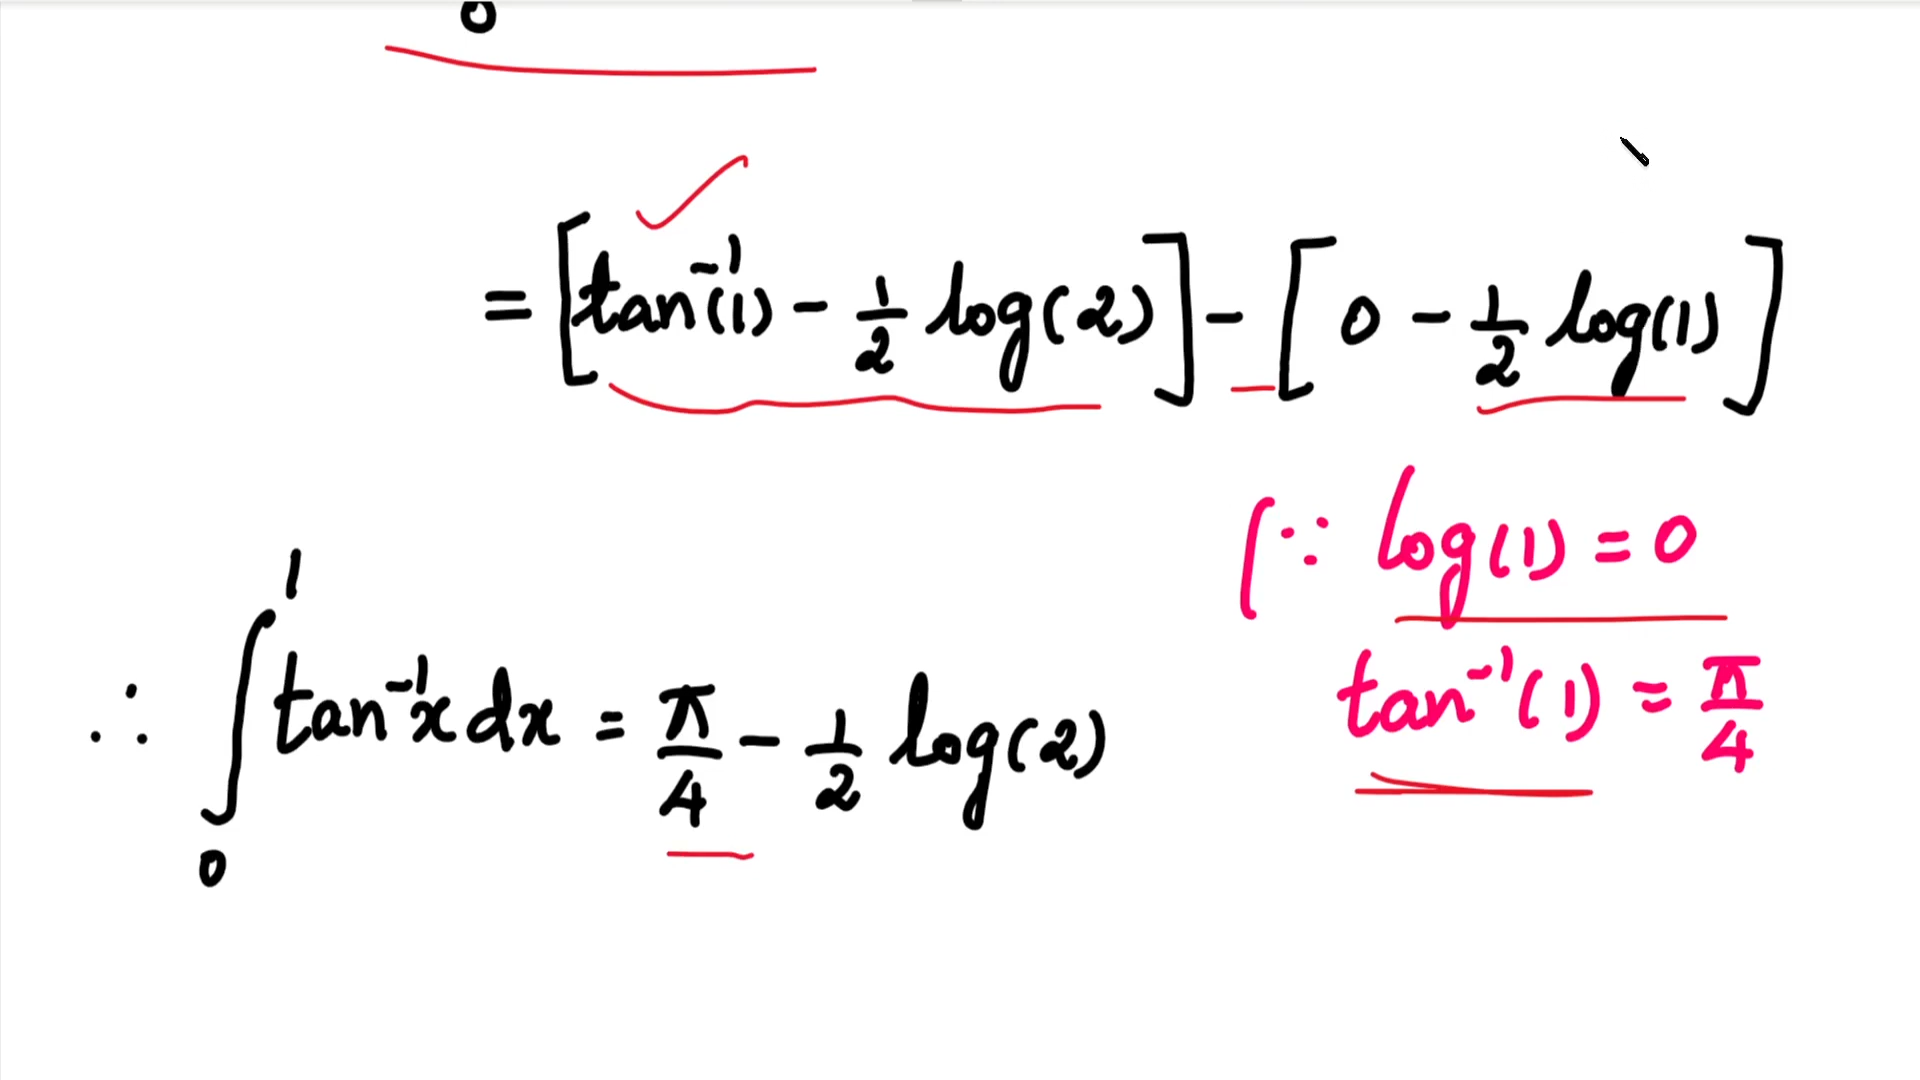 0
= [tan⁻¹(1) - 1/2 log(2)] - [0 - 1/2 log(1)]
[∵ log(1) = 0
tan⁻¹(1) = π/4
∴ ∫₀¹ tan⁻¹x dx = π/4 - 1/2 log(2)